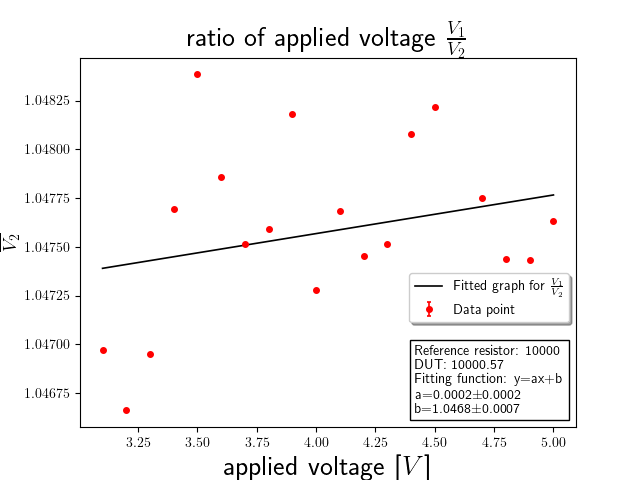 ratio of applied voltage V1/V2
1.04825
1.04800
1.04775
1.04750
1.04725
1.04700
1.04675
V2
Fitted graph for V1/V2
Data point
Reference resistor: 10000
DUT: 10000.57
Fitting function: y=ax+b
a=0.0002±0.0002
b=1.0468±0.0007
3.25 3.50 3.75 4.00 4.25 4.50 4.75 5.00
applied voltage [V]